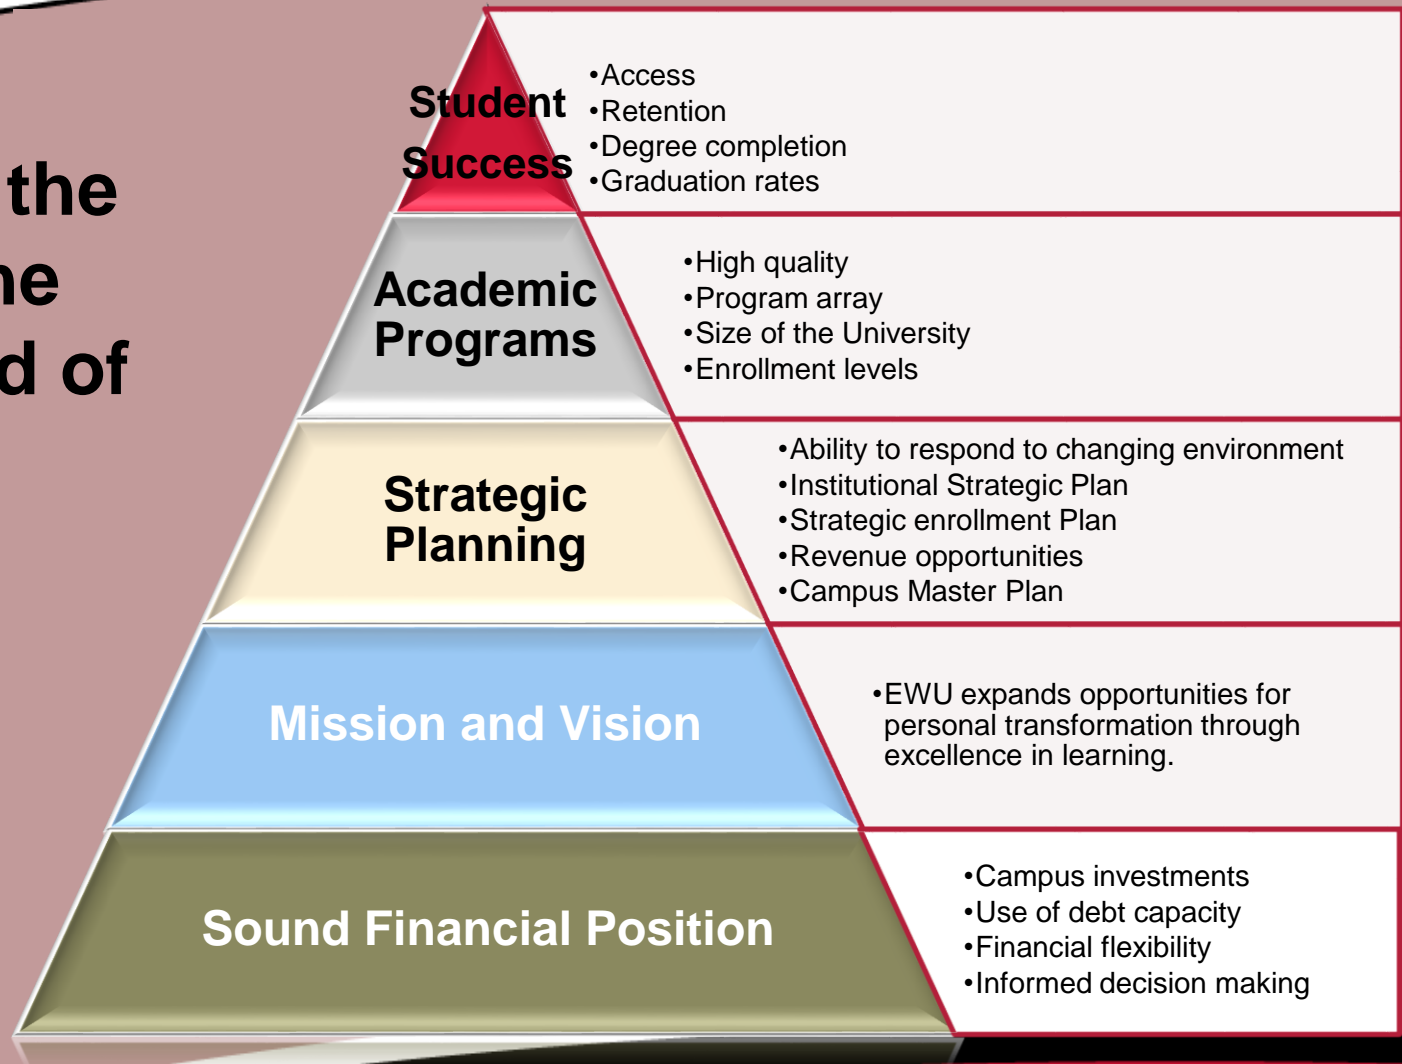 the
ne
d of
Student
Success
•Access
•Retention
•Degree completion
•Graduation rates
Academic
Programs
•High quality
•Program array
•Size of the University
•Enrollment levels
Strategic
Planning
•Ability to respond to changing environment
•Institutional Strategic Plan
•Strategic enrollment Plan
•Revenue opportunities
•Campus Master Plan
Mission and Vision
•EWU expands opportunities for
personal transformation through
excellence in learning.
Sound Financial Position
•Campus investments
•Use of debt capacity
•Financial flexibility
•Informed decision making